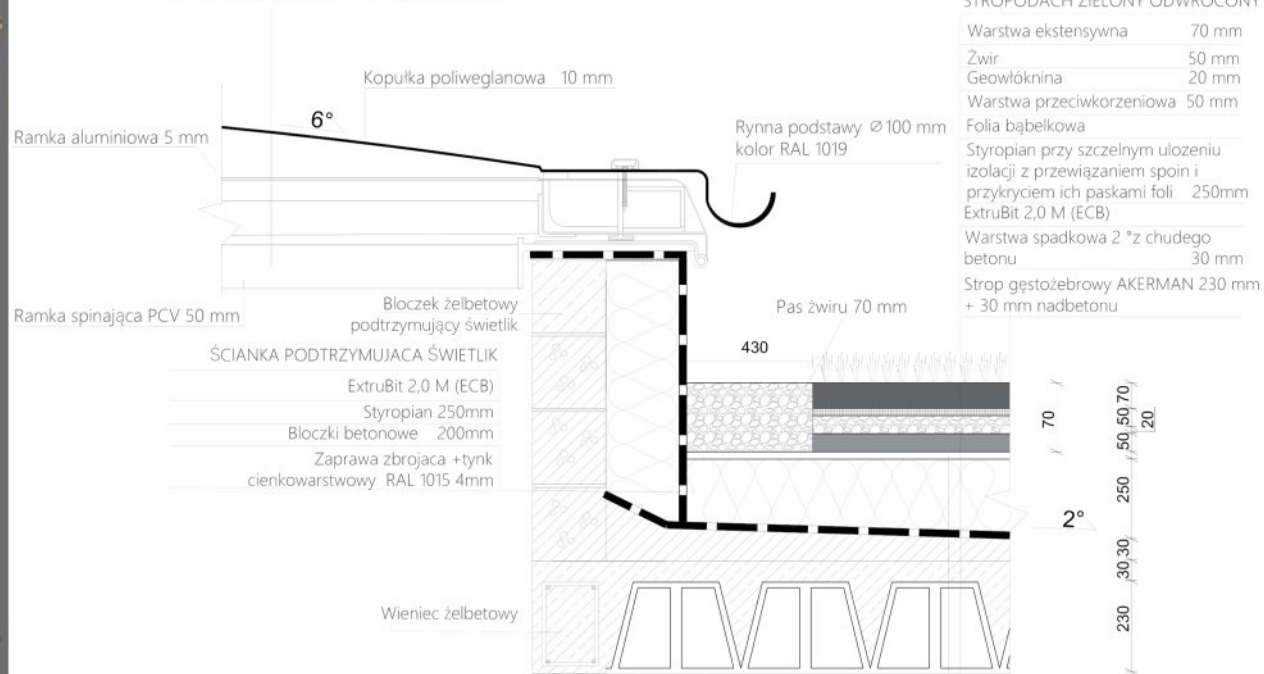 STROPODACH ZIELONY ODWRÓCONY
Warstwa ekstensywna 70 mm
Żwir 50 mm
Geowłóknina 20 mm
Warstwa przeciwkorzeniowa 50 mm
Folia bąbelkowa
Styropian przy szczelnym ulozeniu
izolacji z przewiązaniem spoin i
przykryciem ich paskami foli 250mm
ExtruBit 2,0 M (ECB)
Warstwa spadkowa 2 °z chudego
betonu 30 mm
Strop gęstożebrowy AKERMAN 230 mm
+ 30 mm nadbetonu
Kopułka poliweglanowa 10 mm
6°
Ramka aluminiowa 5 mm
Rynna podstawy Ø 100 mm
kolor RAL 1019
Ramka spinająca PCV 50 mm
Bloczek żelbetowy
podtrzymujący świetlik
Pas żwiru 70 mm
ŚCIANKA PODTRZYMUJACA ŚWIETLIK
ExtruBit 2,0 M (ECB)
Styropian 250mm
Bloczki betonowe 200mm
Zaprawa zbrojaca +tynk
cienkowarstwowy RAL 1015 4mm
430
70
70
50
20
50
250
2°
30
30
230
Wieniec żelbetowy